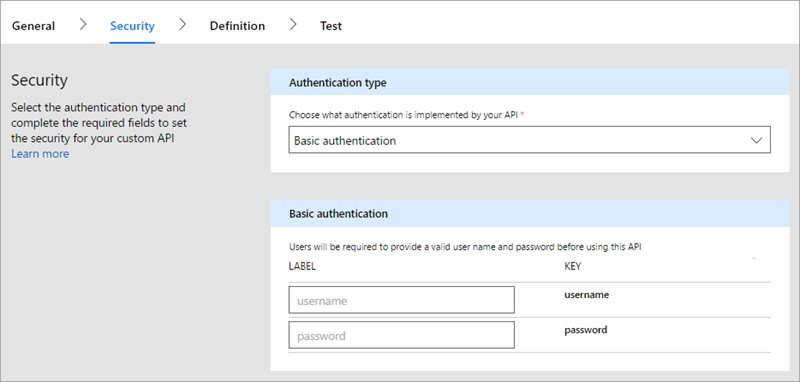 General > Security > Definition > Test
Security
Select the authentication type and
complete the required fields to set
the security for your custom API
Learn more
Authentication type
Choose what authentication is implemented by your API *
Basic authentication
Basic authentication
Users will be required to provide a valid user name and password before using this API
LABEL KEY
username username
password password